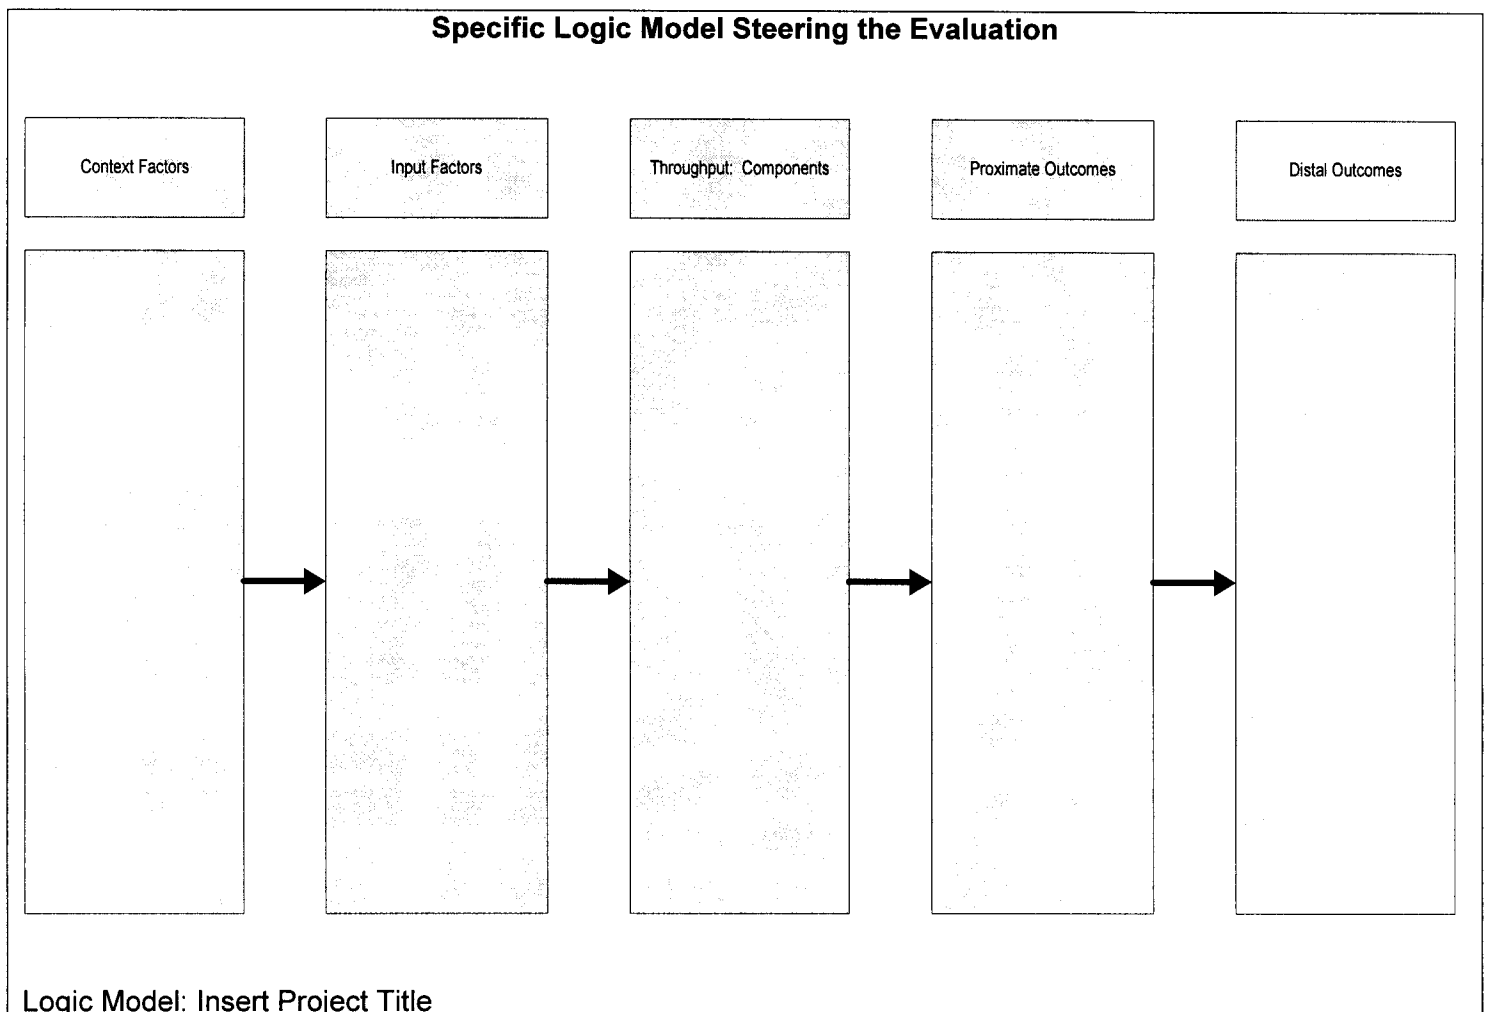 Specific Logic Model Steering the Evaluation
Context Factors
Input Factors
Throughput: Components
Proximate Outcomes
Distal Outcomes
Logic Model: Insert Project Title